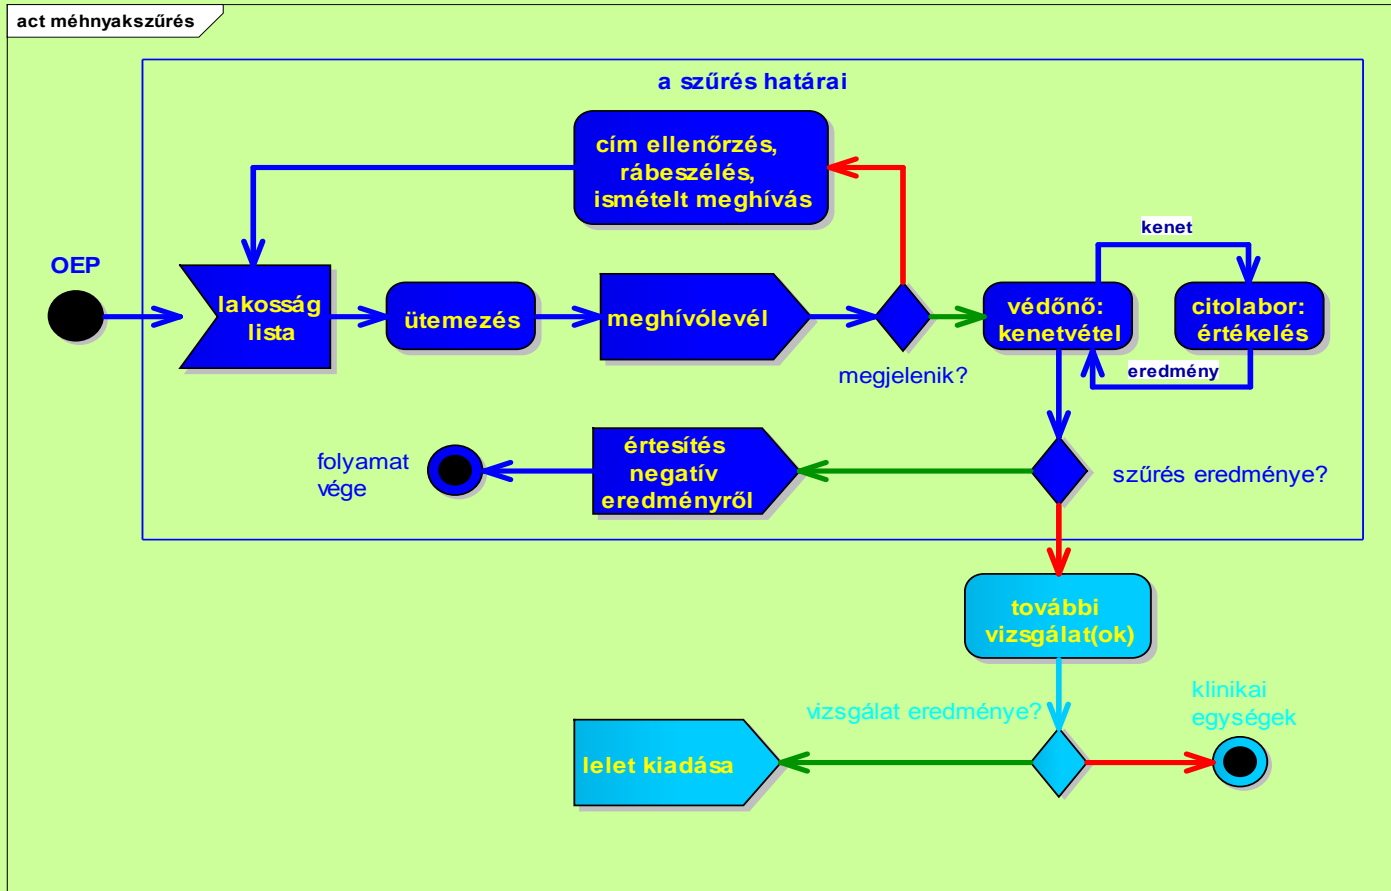 act méhnyakszűrés
a szűrés határai
cím ellenőrzés,
rábeszélés,
ismételt meghívás
OEP
lakosság
lista
ütemezés
meghívólevél
megjelenik?
védőnő:
kenetvétel
kenet
citolabor:
értékelés
eredmény
folyamat
vége
értesítés
negatív
eredményről
szűrés eredménye?
további
vizsgálat(ok)
vizsgálat eredménye?
klinikai
egységek
lelet kiadása